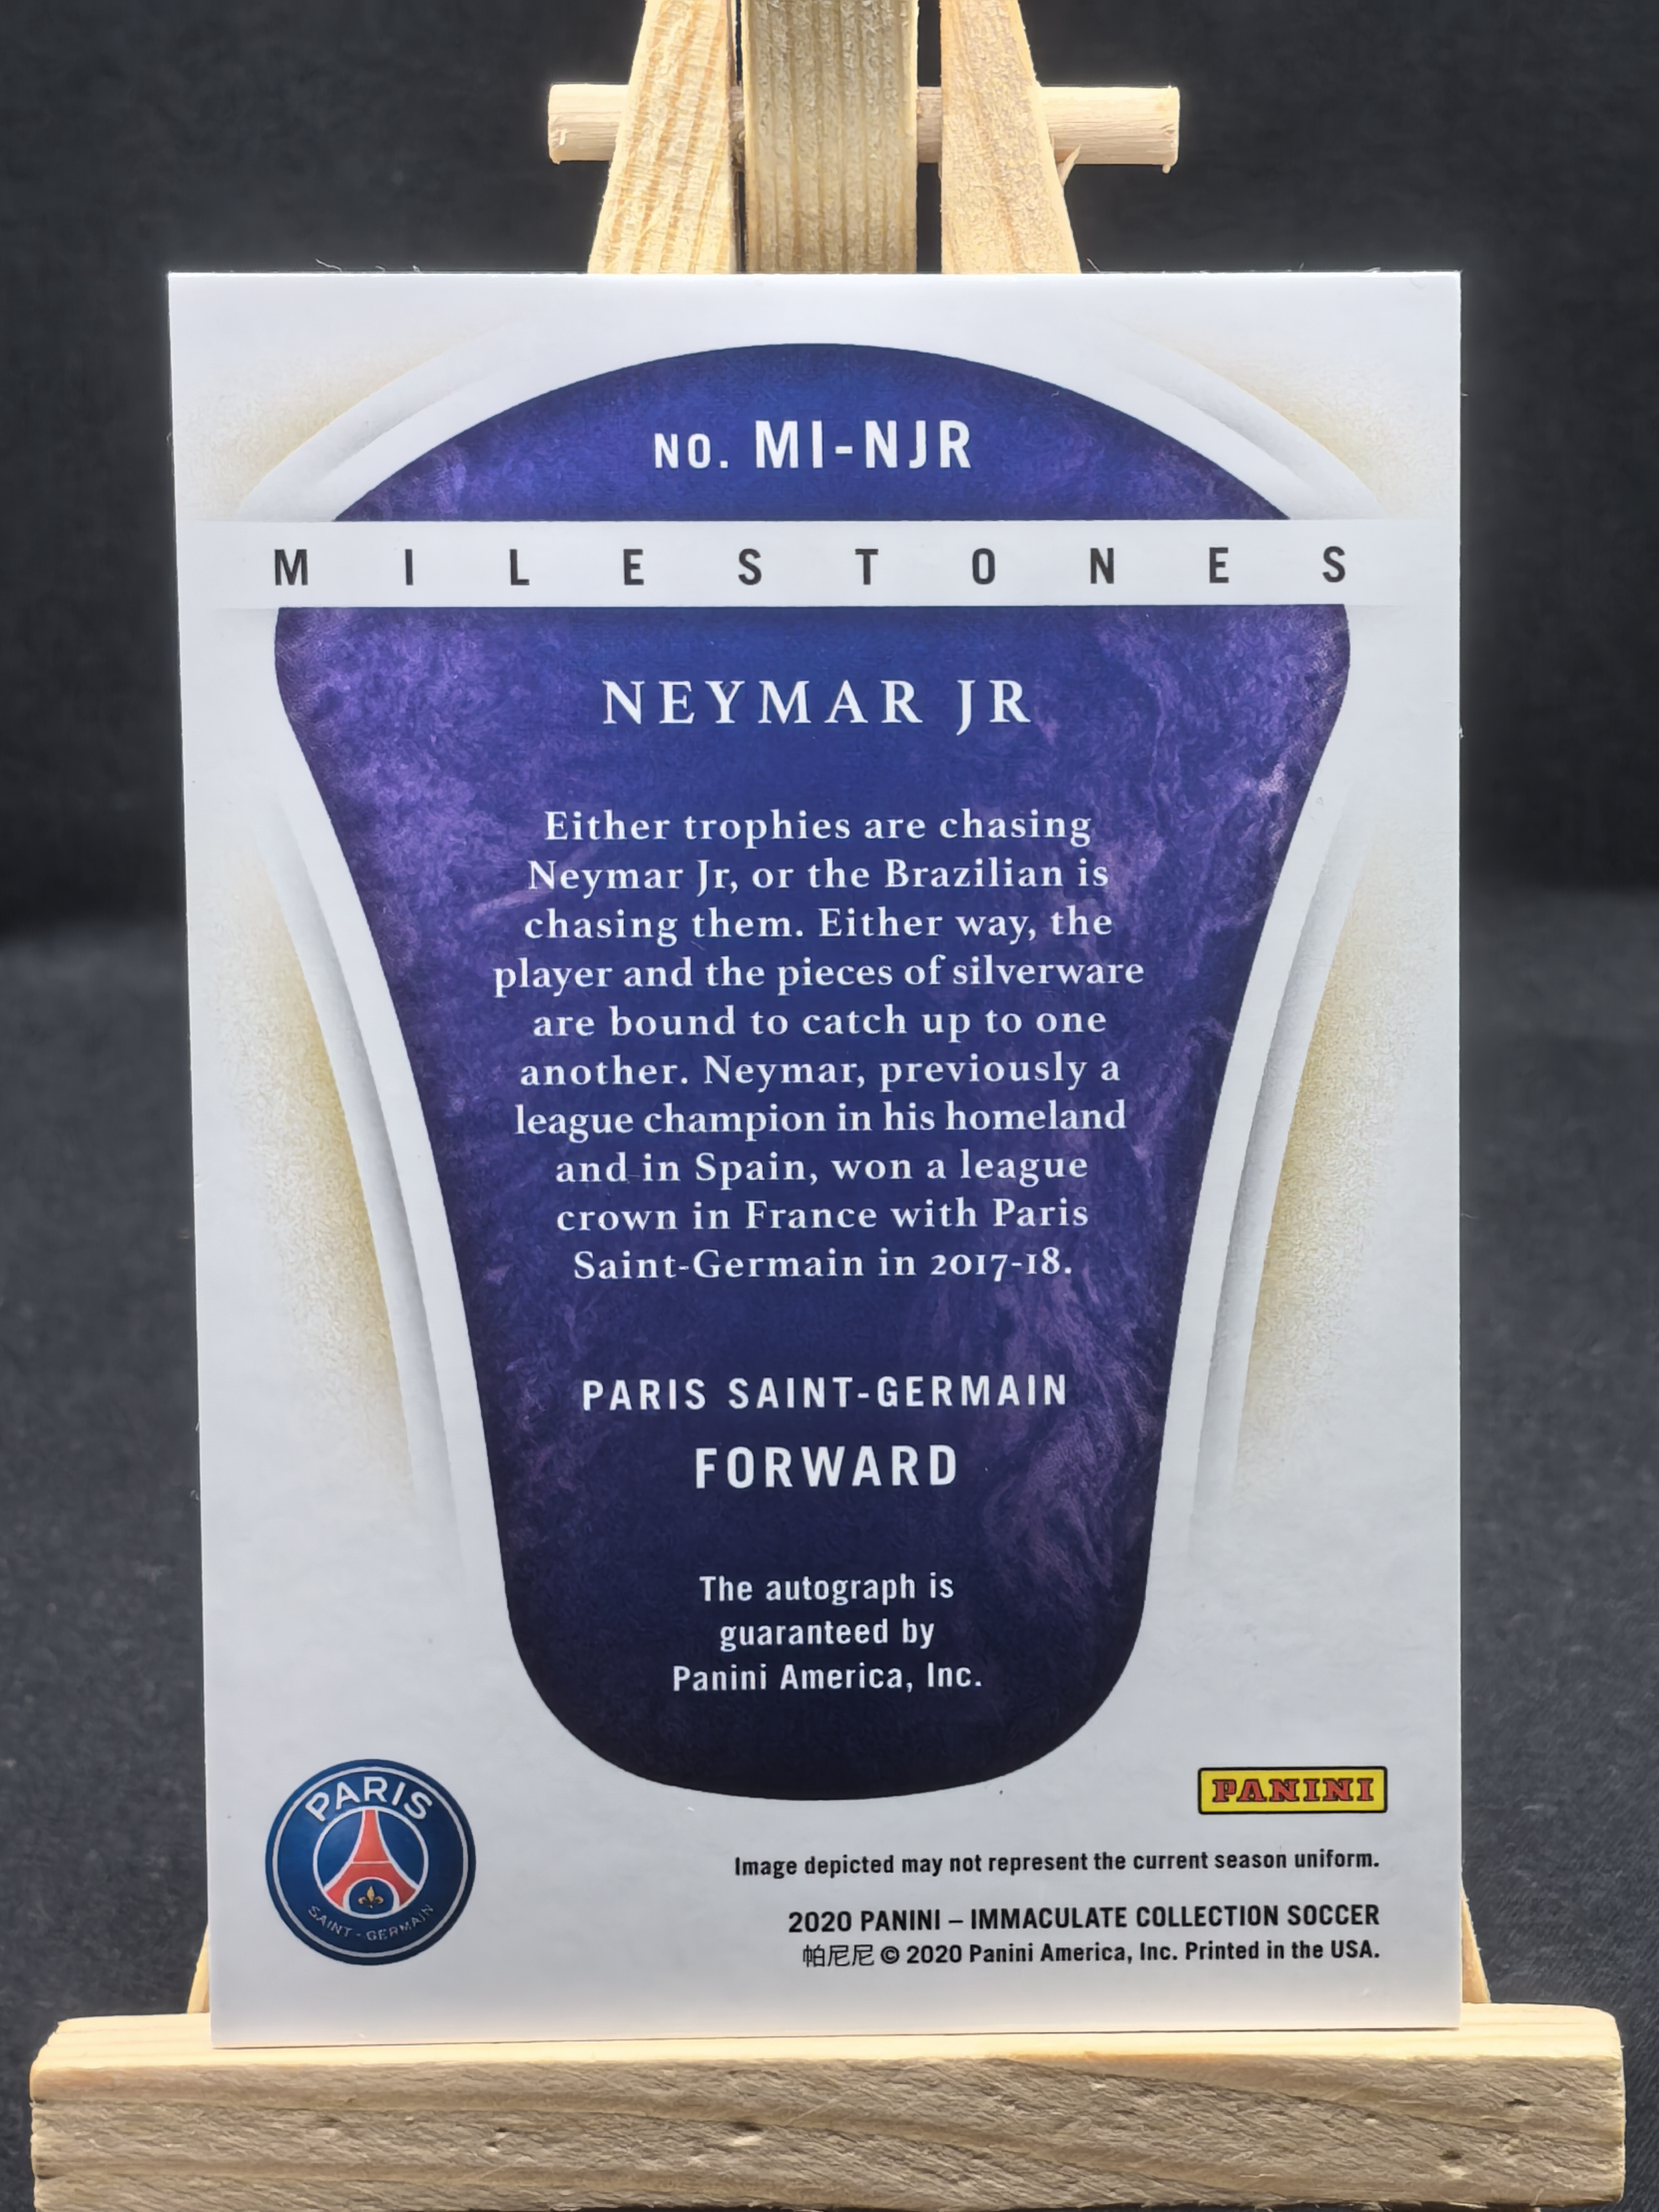 NO. MI-NJR
MILESTONES
NEYMAR JR
Either trophies are chasing
Neymar Jr, or the Brazilian is
chasing them. Either way, the
player and the pieces of silverware
are bound to catch up to one
another. Neymar, previously a
league champion in his homeland
and in Spain, won a league
crown in France with Paris
Saint-Germain in 2017-18.
PARIS SAINT-GERMAIN
FORWARD
The autograph is
guaranteed by
Panini America, Inc.
PARIS
SAINT-GERMAIN
PANINI
Image depicted may not represent the current season uniform.
2020 PANINI – IMMACULATE COLLECTION SOCCER
帕尼尼 © 2020 Panini America, Inc. Printed in the USA.